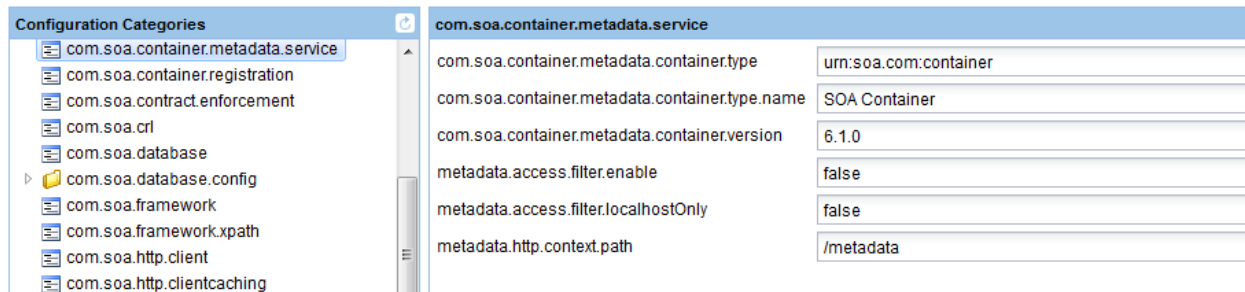 Configuration Categories
com.soa.container.metadata.service
com.soa.container.registration
com.soa.contract.enforcement
com.soa.crl
com.soa.database
com.soa.database.config
com.soa.framework
com.soa.framework.xpath
com.soa.http.client
com.soa.http.clientcaching
com.soa.container.metadata.service
com.soa.container.metadata.container.type urn:soa.com:container
com.soa.container.metadata.container.type.name SOA Container
com.soa.container.metadata.container.version 6.1.0
metadata.access.filter.enable false
metadata.access.filter.localhostOnly false
metadata.http.context.path /metadata